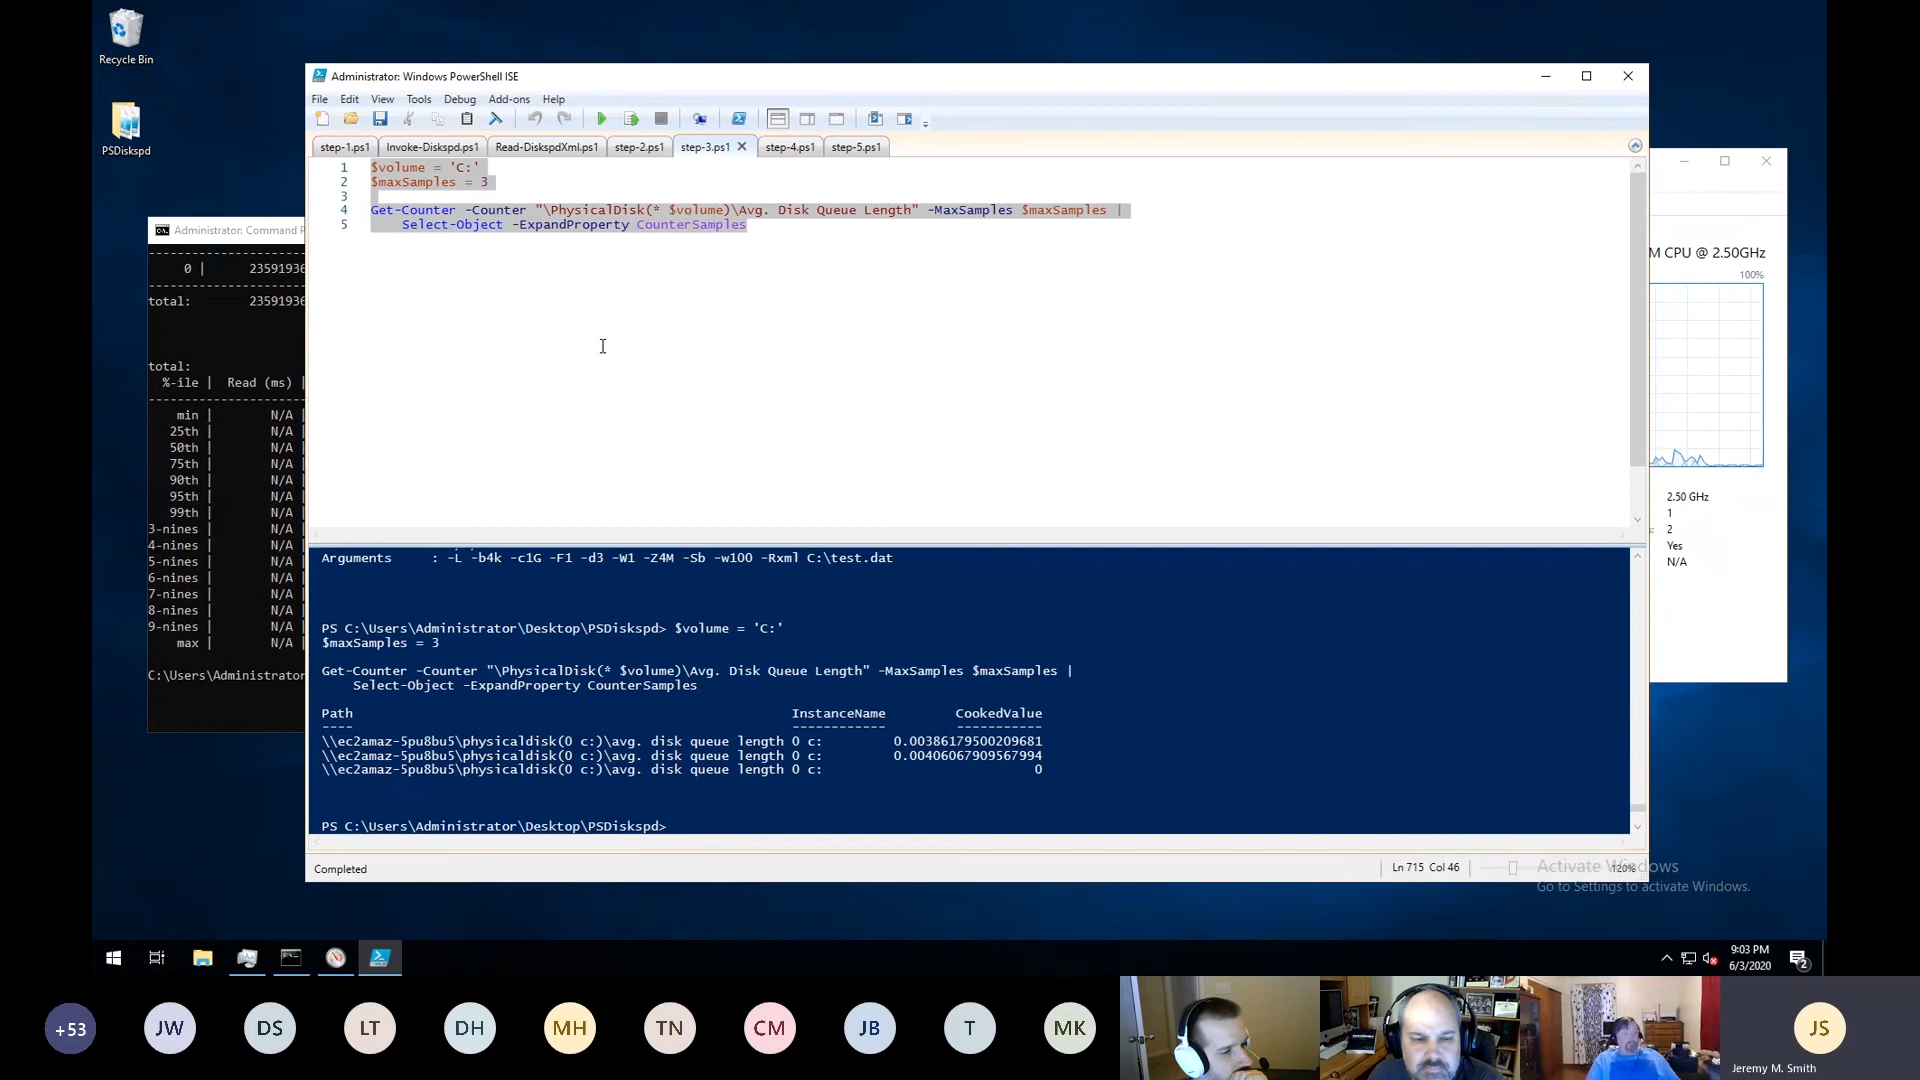 Recycle Bin
PSDiskspd
Administrator: Windows PowerShell ISE
File Edit View Tools Debug Add-ons Help
step-1.ps1 Invoke-Diskspd.ps1 Read-DiskspdXml.ps1 step-2.ps1 step-3.ps1 step-4.ps1 step-5.ps1
1 $volume = 'C:'
2 $maxSamples = 3
3
4 Get-Counter -Counter "\PhysicalDisk(* $volume)\Avg. Disk Queue Length" -MaxSamples $maxSamples |
5 Select-Object -ExpandProperty CounterSamples
Administrator: Command P
0 | 23591936
total: 23591936
total:
%-ile | Read (ms) |
min | N/A |
25th | N/A |
50th | N/A |
75th | N/A |
90th | N/A |
95th | N/A |
99th | N/A |
3-nines | N/A |
4-nines | N/A |
5-nines | N/A |
6-nines | N/A |
7-nines | N/A |
8-nines | N/A |
9-nines | N/A |
max | N/A |
C:\Users\Administrator
M CPU @ 2.50GHz
100%
2.50 GHz
1
2
Yes
N/A
Arguments : -L -b4k -c1G -F1 -d3 -W1 -Z4M -Sb -w100 -Rxml C:\test.dat
PS C:\Users\Administrator\Desktop\PSDiskspd> $volume = 'C:'
$maxSamples = 3
Get-Counter -Counter "\PhysicalDisk(* $volume)\Avg. Disk Queue Length" -MaxSamples $maxSamples |
Select-Object -ExpandProperty CounterSamples
Path InstanceName CookedValue
---- ------------ -----------
\\ec2amaz-5pu8bu5\physicaldisk(0 c:)\avg. disk queue length 0 c: 0.00386179500209681
\\ec2amaz-5pu8bu5\physicaldisk(0 c:)\avg. disk queue length 0 c: 0.00406067909567994
\\ec2amaz-5pu8bu5\physicaldisk(0 c:)\avg. disk queue length 0 c: 0
PS C:\Users\Administrator\Desktop\PSDiskspd>
Completed
Ln 715 Col 46
120%
Activate Windows
Go to Settings to activate Windows.
9:03 PM
6/3/2020
2
+53 JW DS LT DH MH TN CM JB T MK JS
Jeremy M. Smith